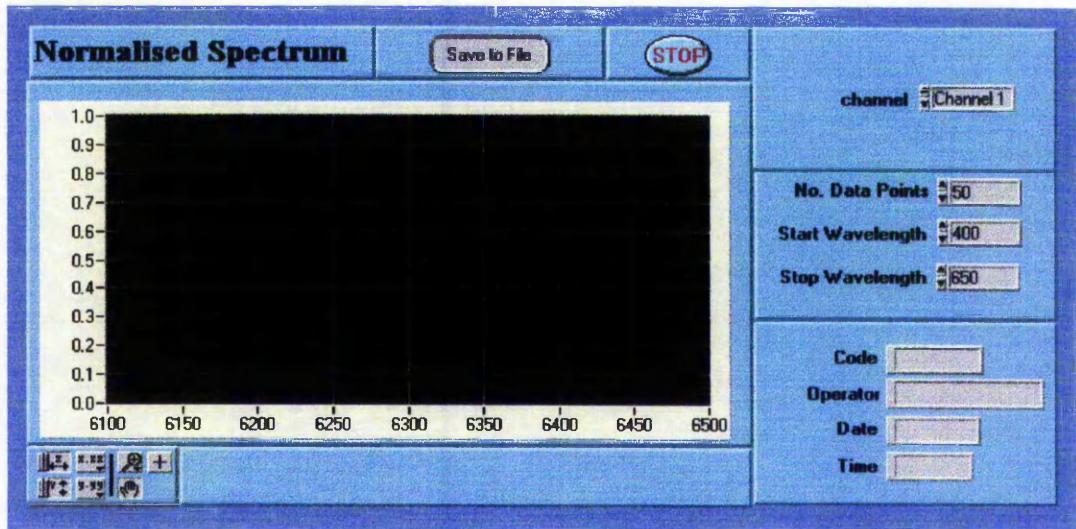 Normalised Spectrum
Save to File
STOP
channel
Channel 1
1.0
0.9
0.8
0.7
0.6
0.5
0.4
0.3
0.2
0.1
0.0
6100 6150 6200 6250 6300 6350 6400 6450 6500
No. Data Points 50
Start Wavelength 400
Stop Wavelength 650
Code
Operator
Date
Time
x.xx
y.yy